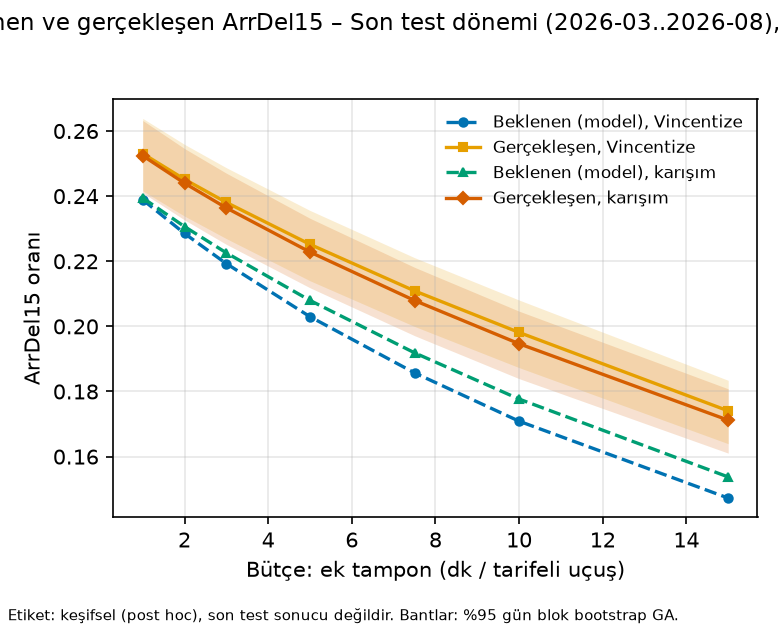 ve gerçekleşen ArrDel15 – Son test dönemi (2026-03..2026-08),
Beklenen (model), Vincentize
Gerçekleşen, Vincentize
Beklenen (model), karışım
Gerçekleşen, karışım
ArrDel15 oranı
0.26
0.24
0.22
0.20
0.18
0.16
2 4 6 8 10 12 14
Bütçe: ek tampon (dk / tarifeli uçuş)
Etiket: keşifsel (post hoc), son test sonucu değildir. Bantlar: %95 gün blok bootstrap GA.